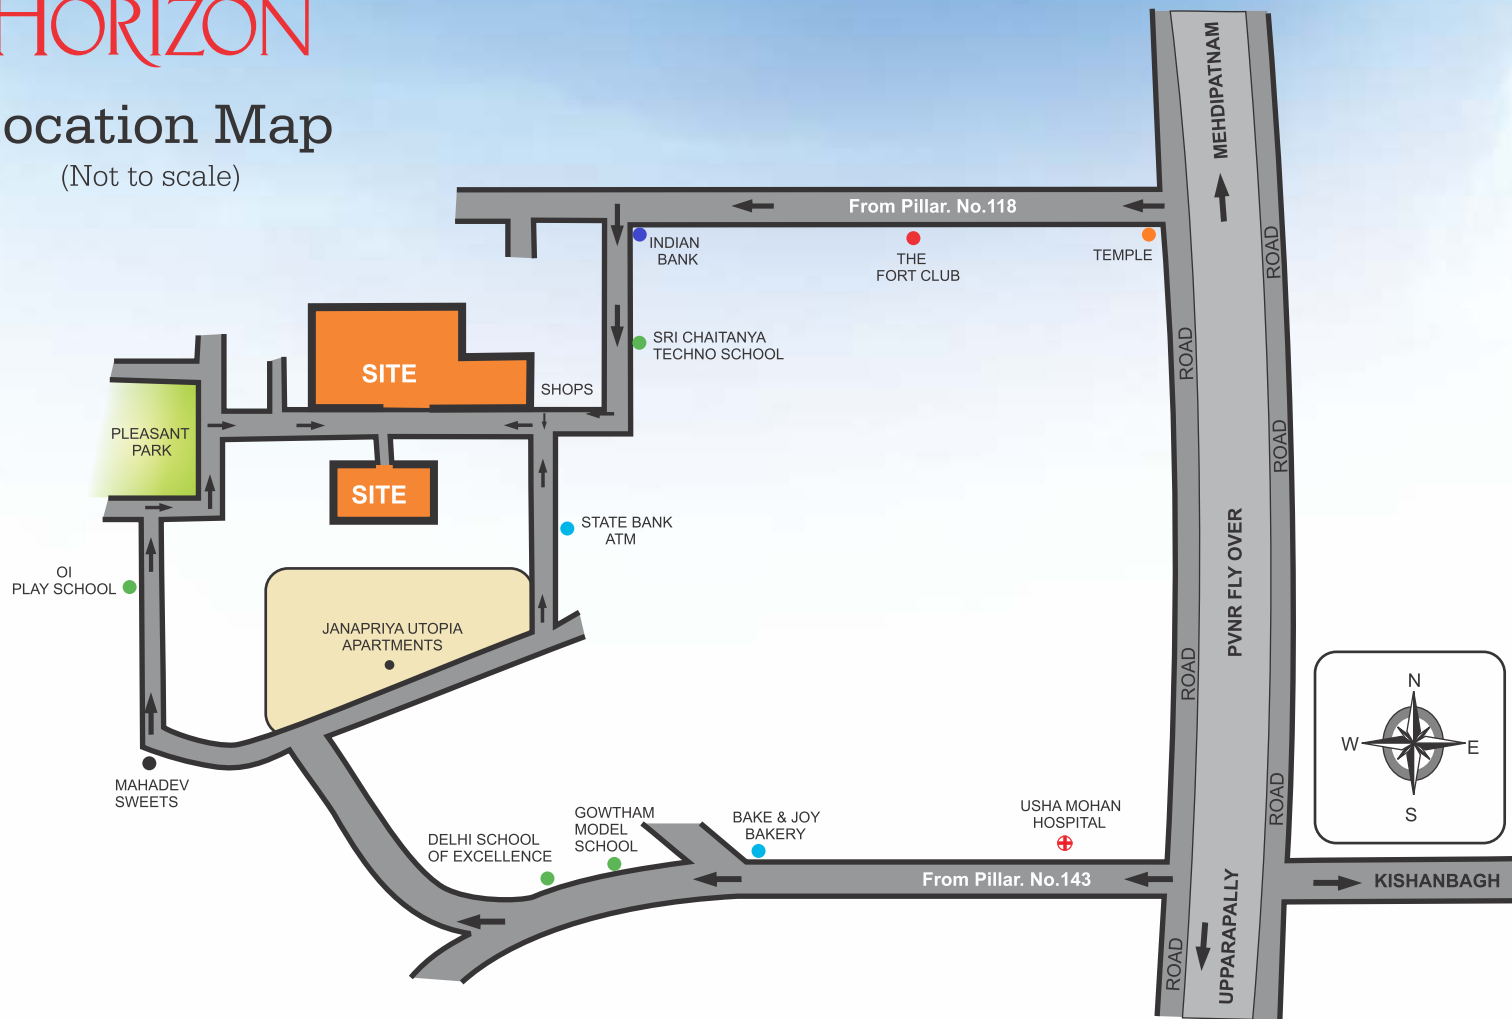 HORIZON
ocation Map
(Not to scale)
MEHDIPATNAM
From Pillar. No.118
INDIAN
BANK
THE
FORT CLUB
TEMPLE
ROAD
ROAD
SRI CHAITANYA
TECHNO SCHOOL
SITE
SHOPS
PLEASANT
PARK
ROAD
SITE
STATE BANK
ATM
PVNR FLY OVER
OI
PLAY SCHOOL
JANAPRIYA UTOPIA
APARTMENTS
ROAD
N
W
E
S
MAHADEV
SWEETS
ROAD
DELHI SCHOOL
OF EXCELLENCE
GOWTHAM
MODEL
SCHOOL
BAKE & JOY
BAKERY
USHA MOHAN
HOSPITAL
From Pillar. No.143
KISHANBAGH
UPPARAPALLY
ROAD